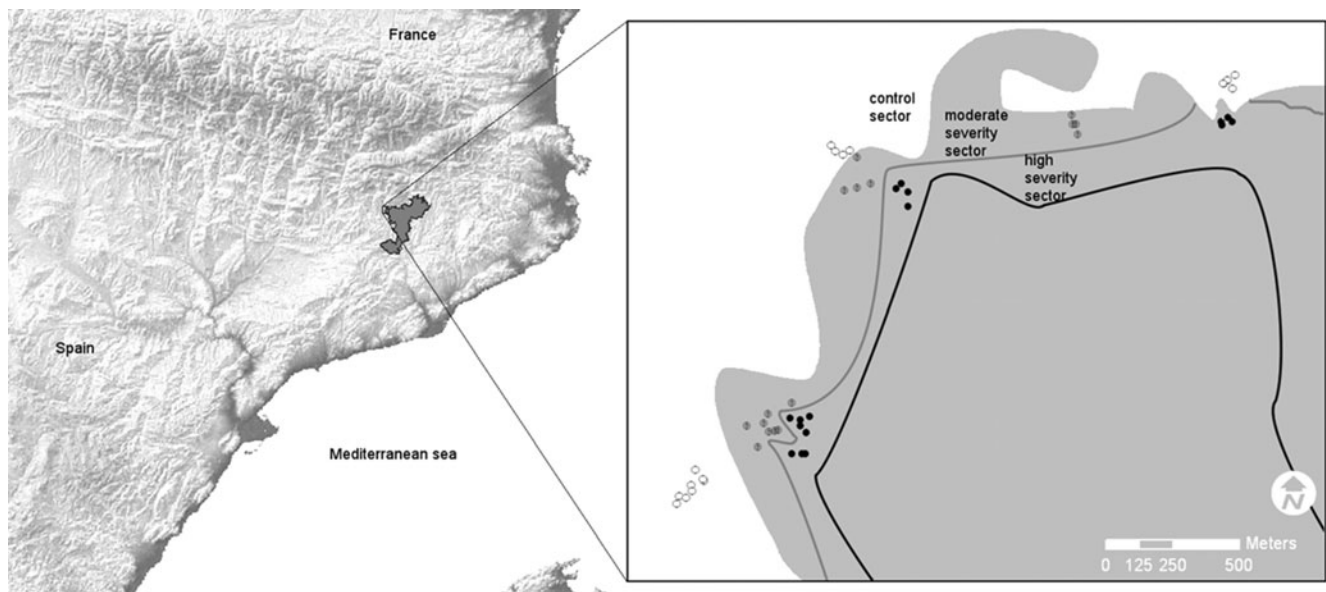 France
Spain
Mediterranean sea
control
sector
moderate
severity
sector
high
severity
sector
N
Meters
0 125 250 500